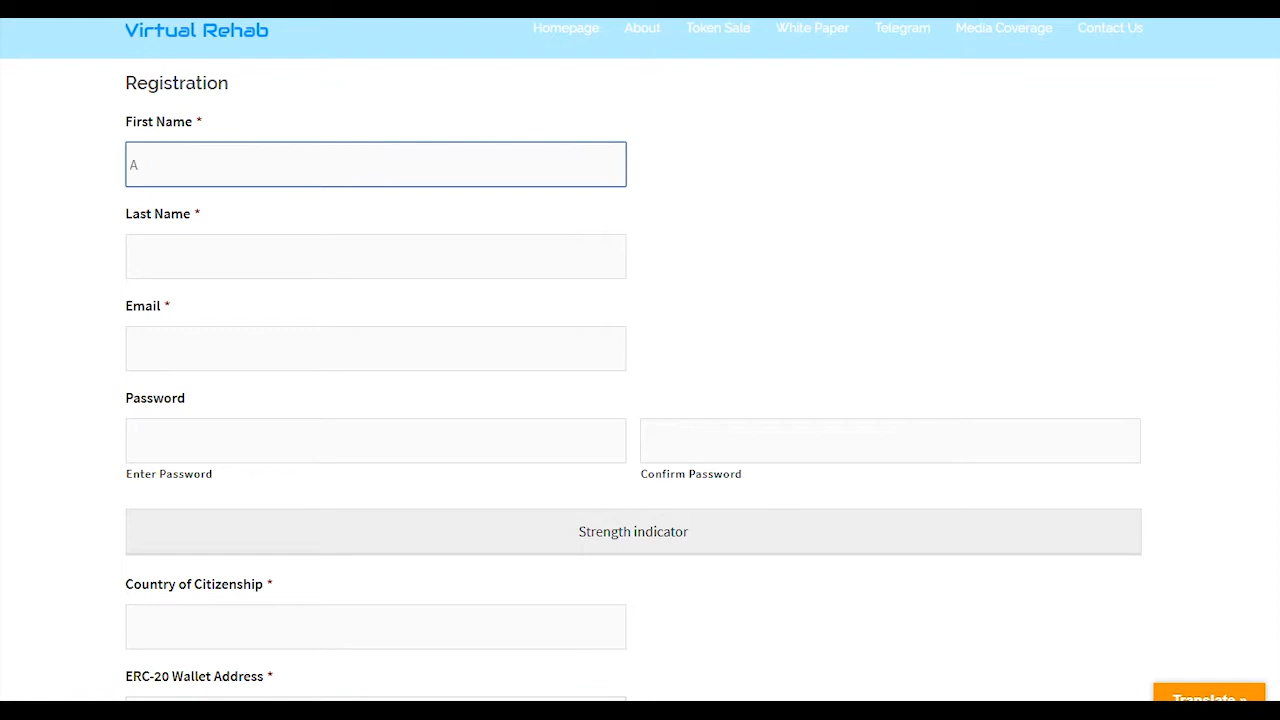 Virtual Rehab
Homepage About Token Sale White Paper Telegram Media Coverage Contact Us
Registration
First Name *
A
Last Name *
Email *
Password
Enter Password Confirm Password
Strength indicator
Country of Citizenship *
ERC-20 Wallet Address *
Translate »